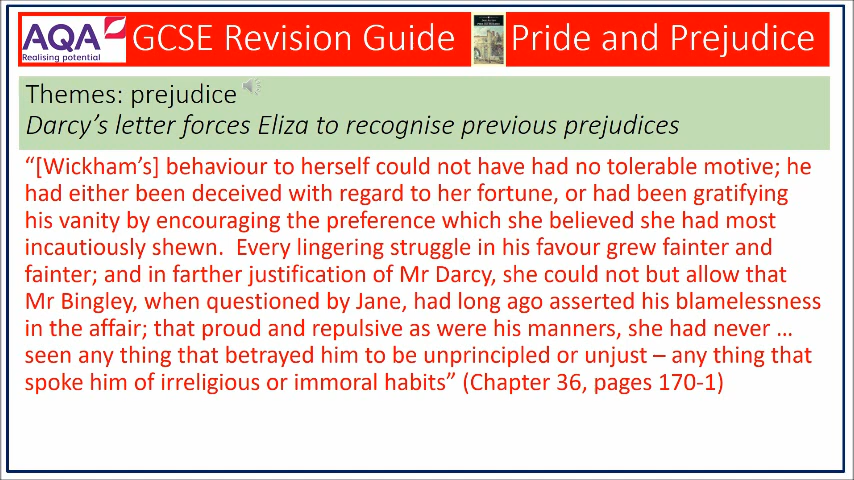 AQA
Realising potential
GCSE Revision Guide
Pride and Prejudice
Themes: prejudice
Darcy's letter forces Eliza to recognise previous prejudices
“[Wickham's] behaviour to herself could not have had no tolerable motive; he
had either been deceived with regard to her fortune, or had been gratifying
his vanity by encouraging the preference which she believed she had most
incautiously shewn.  Every lingering struggle in his favour grew fainter and
fainter; and in farther justification of Mr Darcy, she could not but allow that
Mr Bingley, when questioned by Jane, had long ago asserted his blamelessness
in the affair; that proud and repulsive as were his manners, she had never …
seen any thing that betrayed him to be unprincipled or unjust – any thing that
spoke him of irreligious or immoral habits” (Chapter 36, pages 170-1)